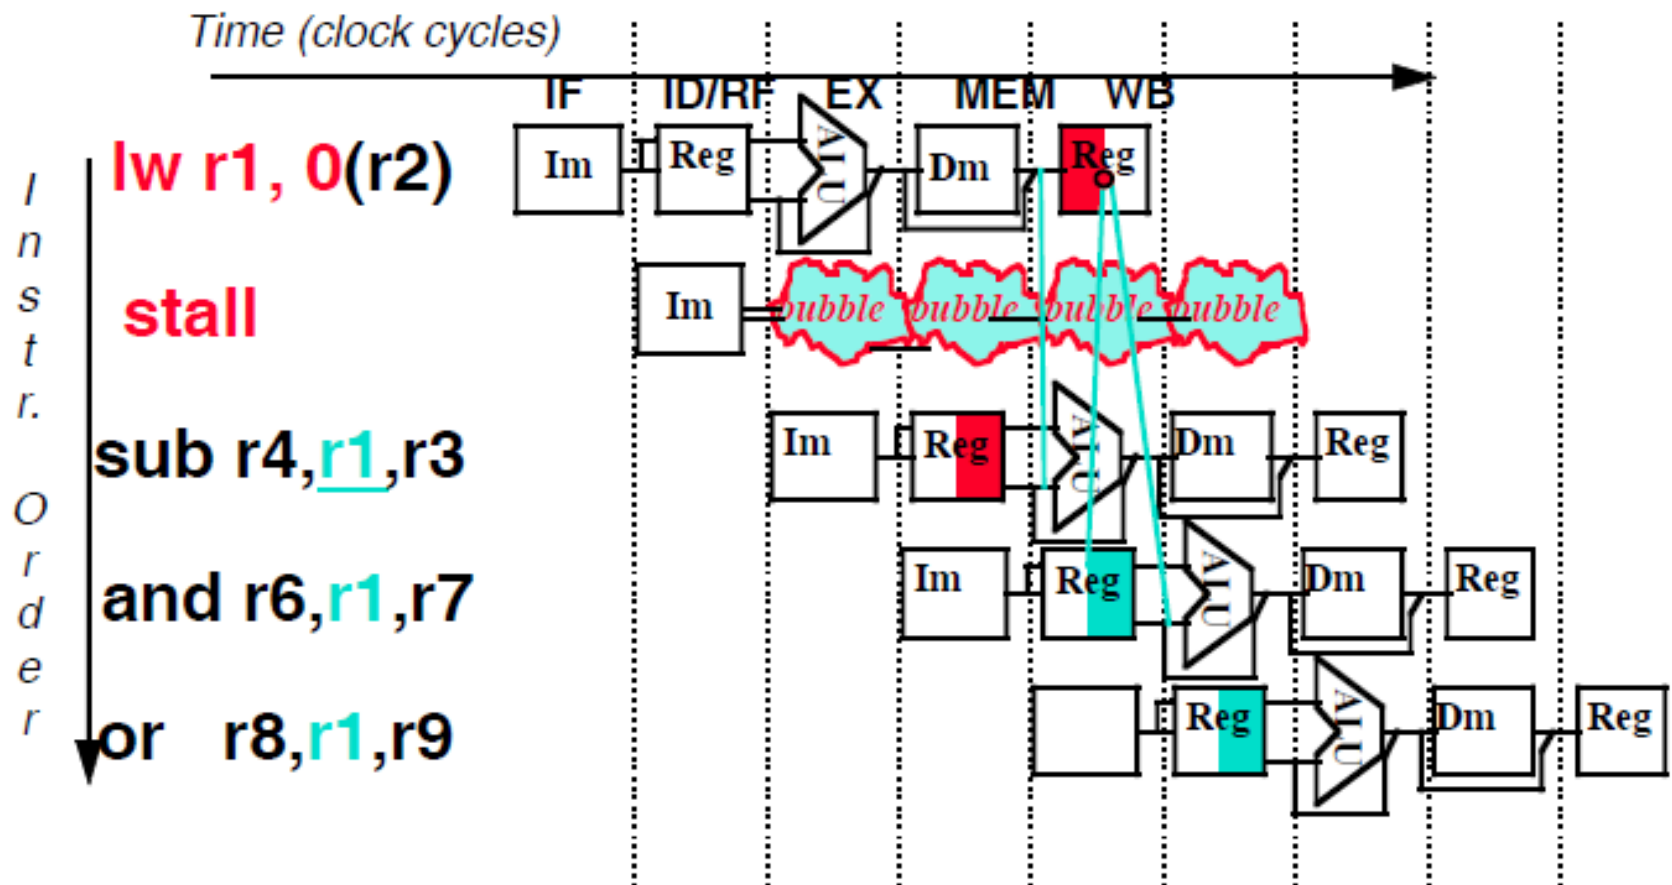 Time (clock cycles)
IF ID/RF EX MEM WB
Instr. Order
lw r1, 0(r2)
Im Reg ALU Dm Reg
stall
Im bubble bubble bubble bubble
sub r4,r1,r3
Im Reg ALU Dm Reg
and r6,r1,r7
Im Reg ALU Dm Reg
or r8,r1,r9
Reg ALU Dm Reg